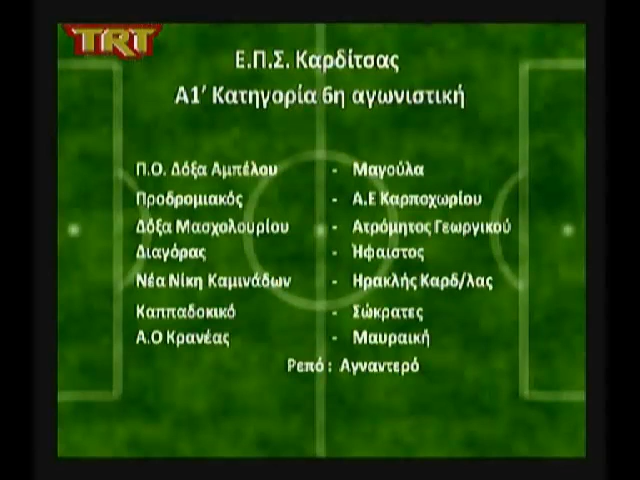 TRT
Ε.Π.Σ. Καρδίτσας
Α1’ Κατηγορία 6η αγωνιστική
Π.Ο. Δόξα Αμπέλου - Μαγούλα
Προδρομιακός - Α.Ε Καρποχωρίου
Δόξα Μασχολουρίου - Ατρόμητος Γεωργικού
Διαγόρας - Ήφαιστος
Νέα Νίκη Καμινάδων - Ηρακλής Καρδ/λας
Καππαδοκικό - Σώκρατες
Α.Ο Κρανέας - Μαυραική
Ρεπό : Αγναντερό